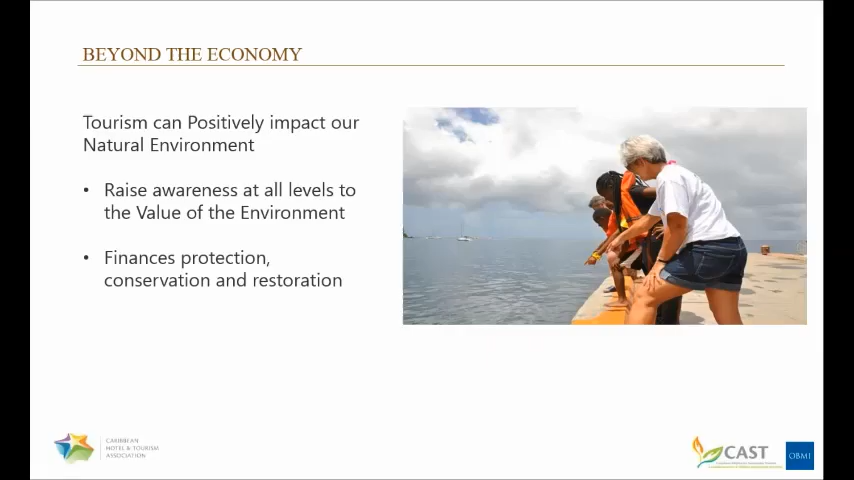 BEYOND THE ECONOMY
Tourism can Positively impact our
Natural Environment
• Raise awareness at all levels to
the Value of the Environment
• Finances protection,
conservation and restoration
CARIBBEAN
HOTEL & TOURISM
ASSOCIATION
CAST
OBMI